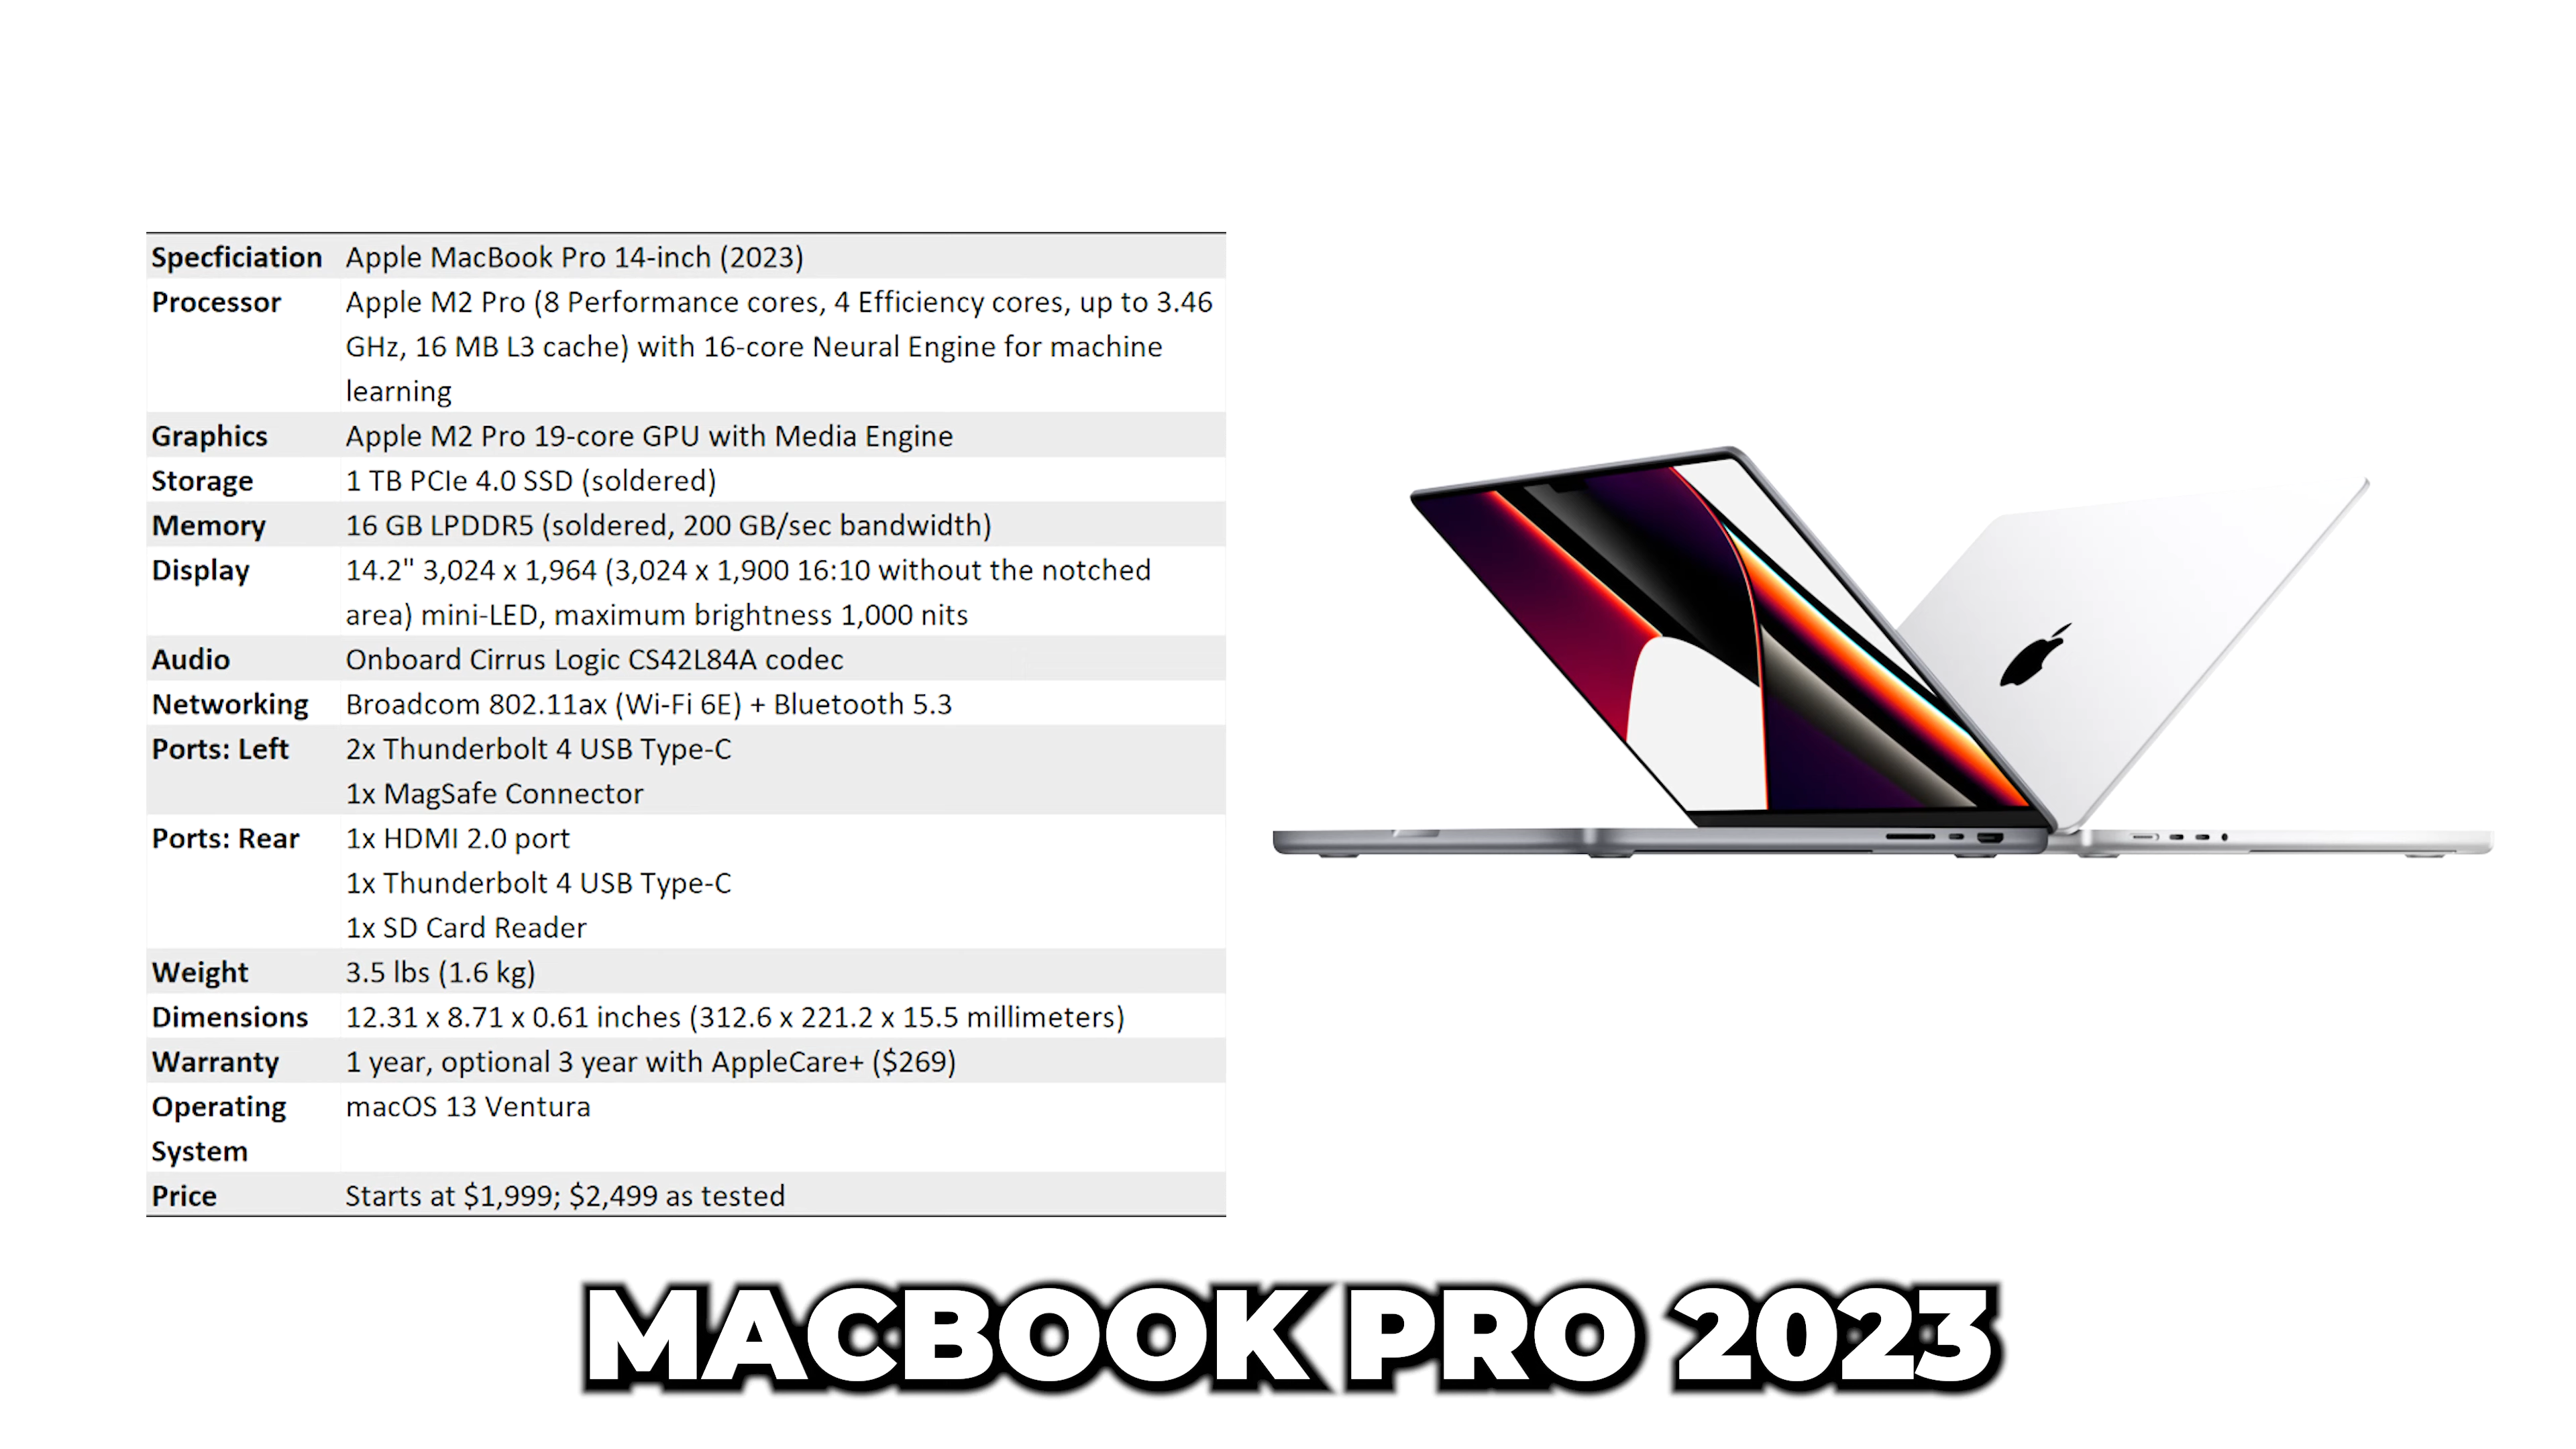 Specficiation Apple MacBook Pro 14-inch (2023)
Processor Apple M2 Pro (8 Performance cores, 4 Efficiency cores, up to 3.46
GHz, 16 MB L3 cache) with 16-core Neural Engine for machine
learning
Graphics Apple M2 Pro 19-core GPU with Media Engine
Storage 1 TB PCIe 4.0 SSD (soldered)
Memory 16 GB LPDDR5 (soldered, 200 GB/sec bandwidth)
Display 14.2" 3,024 x 1,964 (3,024 x 1,900 16:10 without the notched
area) mini-LED, maximum brightness 1,000 nits
Audio Onboard Cirrus Logic CS42L84A codec
Networking Broadcom 802.11ax (Wi-Fi 6E) + Bluetooth 5.3
Ports: Left 2x Thunderbolt 4 USB Type-C
1x MagSafe Connector
Ports: Rear 1x HDMI 2.0 port
1x Thunderbolt 4 USB Type-C
1x SD Card Reader
Weight 3.5 lbs (1.6 kg)
Dimensions 12.31 x 8.71 x 0.61 inches (312.6 x 221.2 x 15.5 millimeters)
Warranty 1 year, optional 3 year with AppleCare+ ($269)
Operating macOS 13 Ventura
System
Price Starts at $1,999; $2,499 as tested
MACBOOK PRO 2023